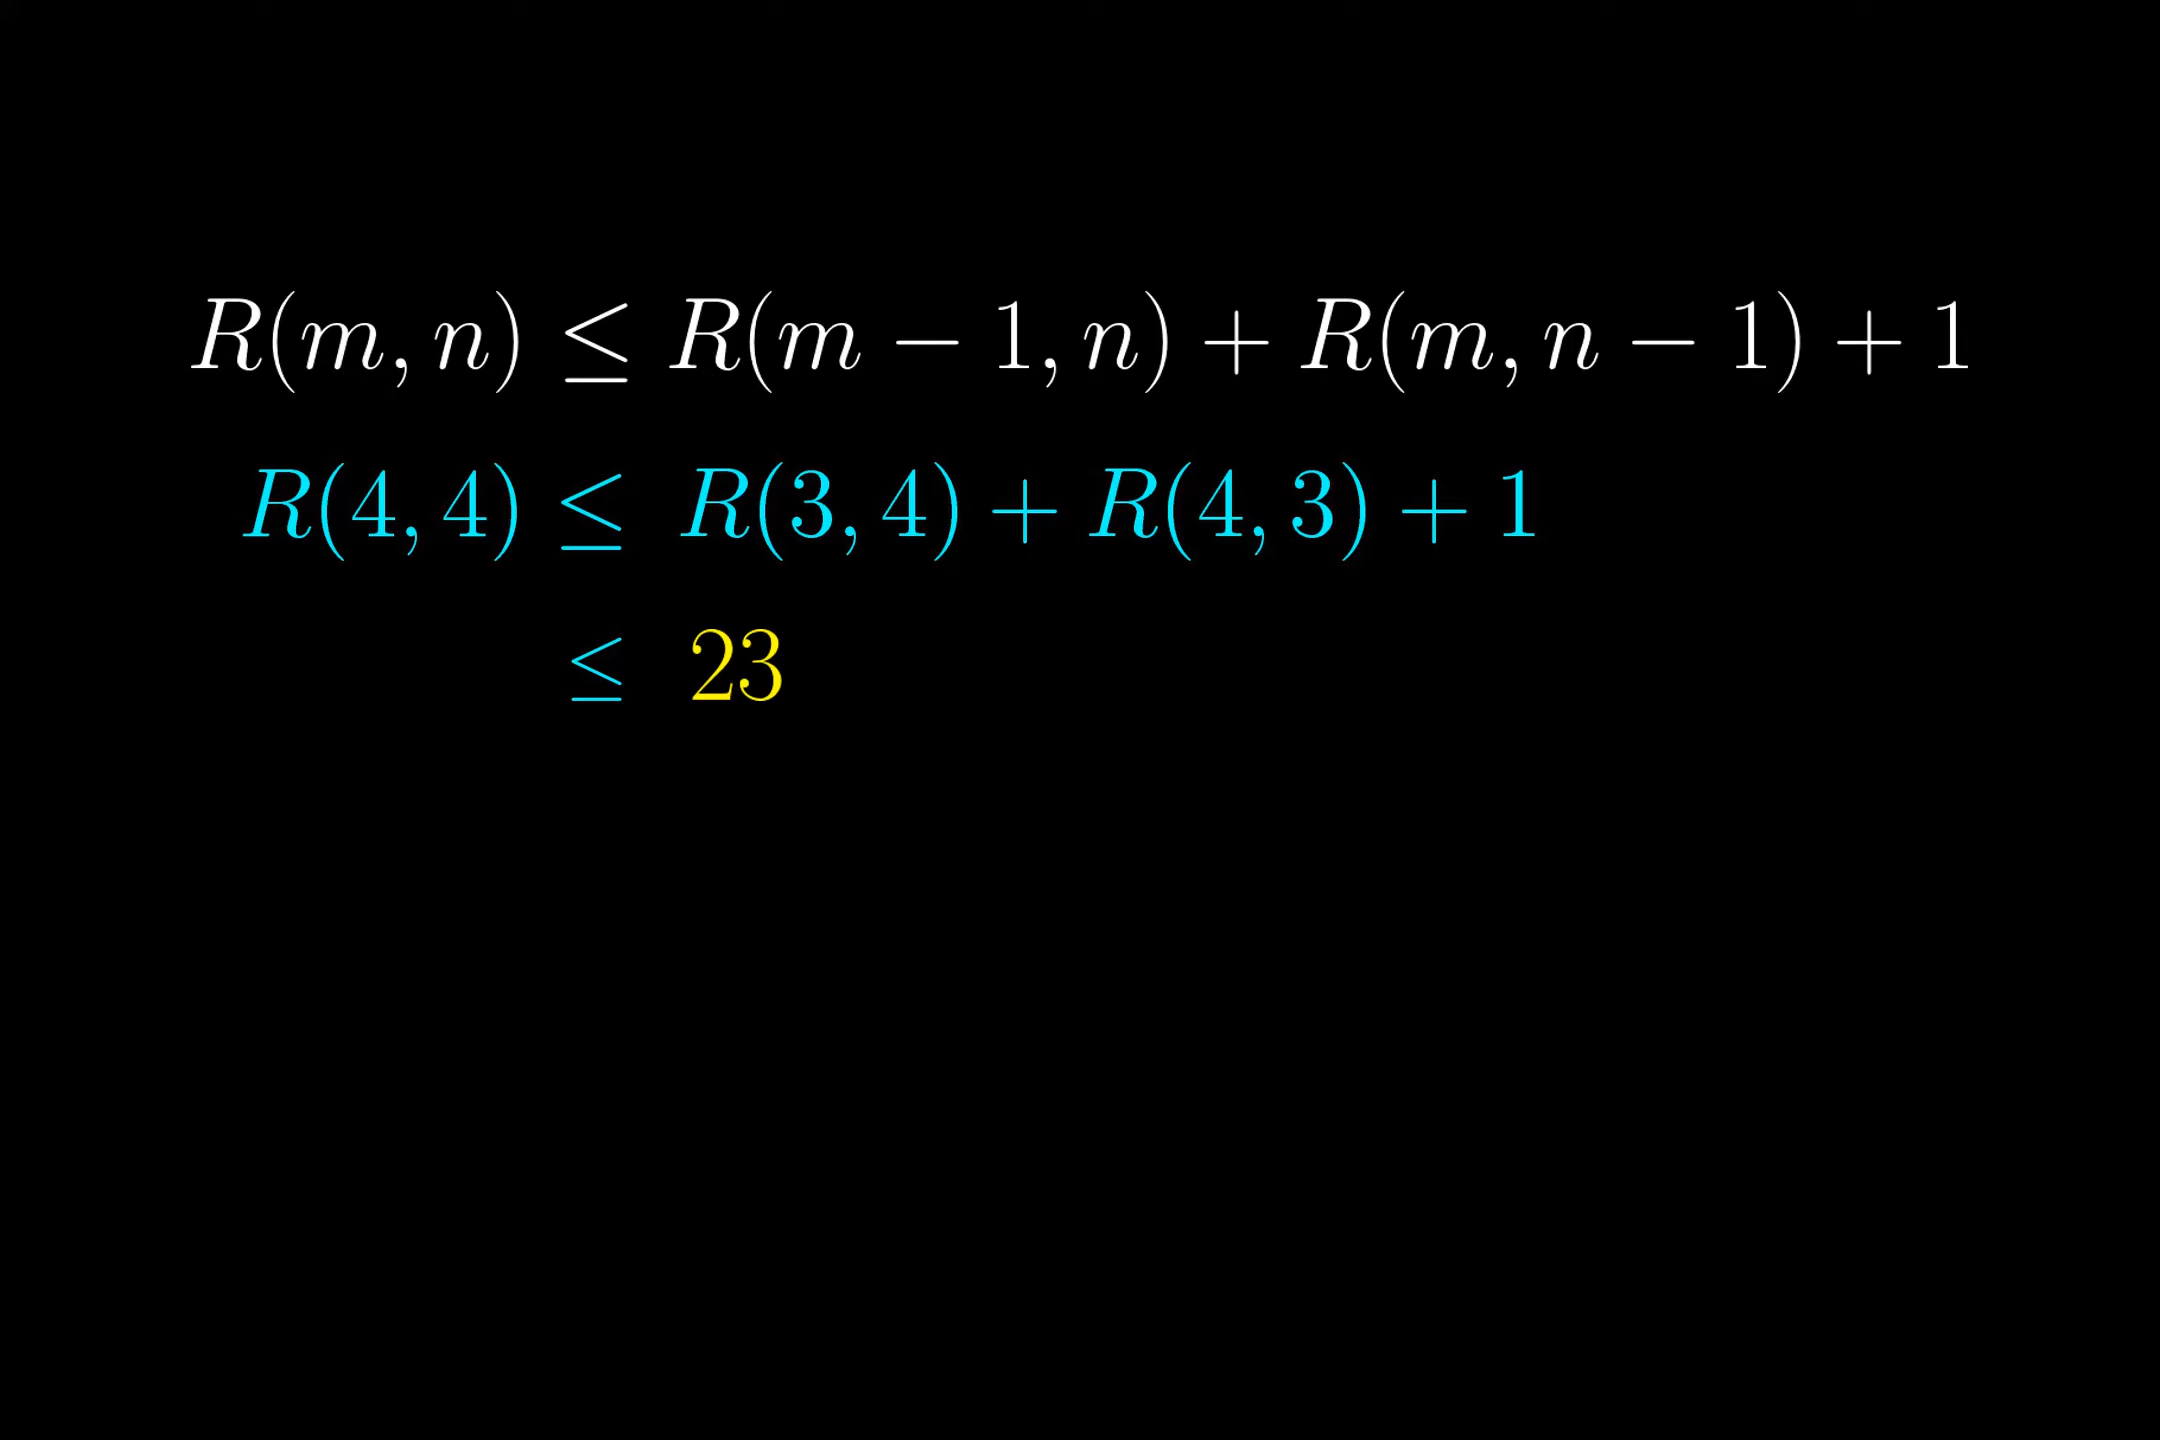 R(m, n) ≤ R(m − 1, n) + R(m, n − 1) + 1
R(4, 4) ≤ R(3, 4) + R(4, 3) + 1
≤ 23